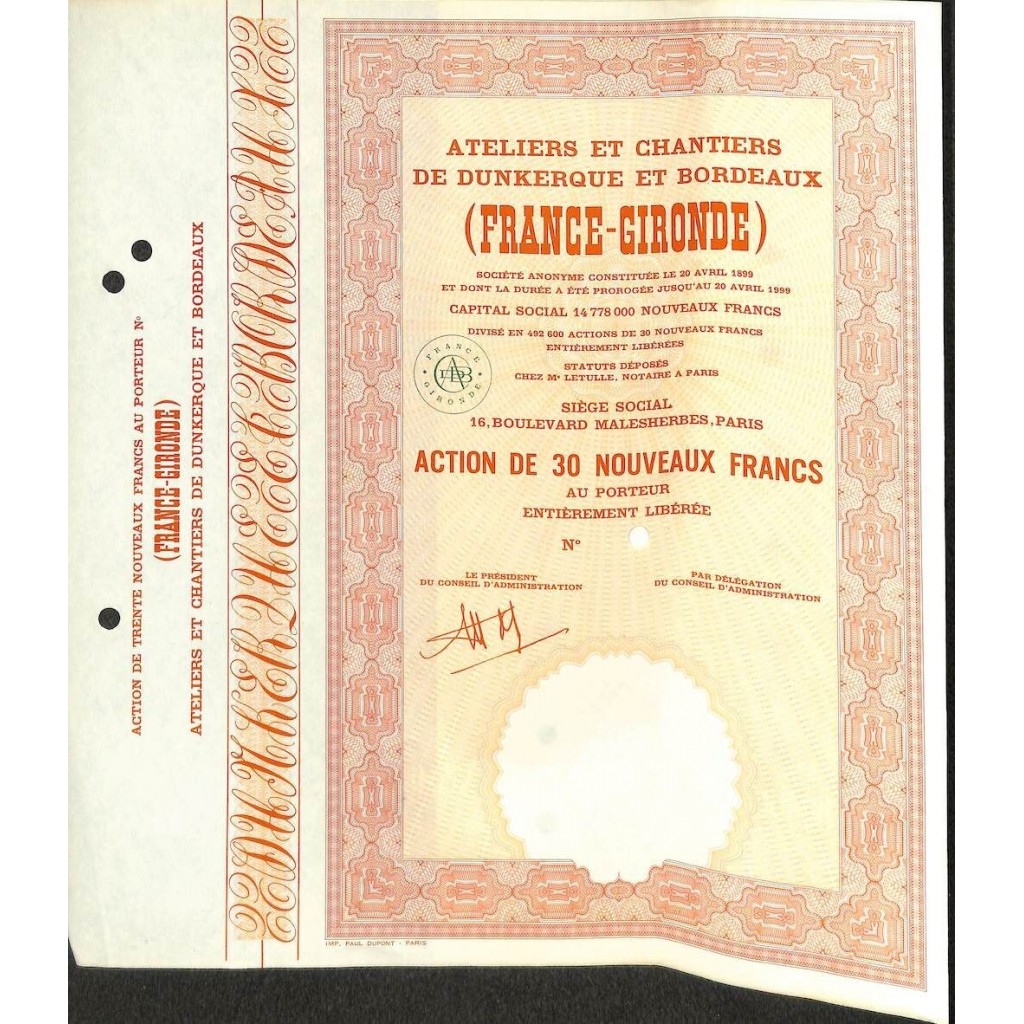 ACTION DE TRENTE NOUVEAUX FRANCS AU PORTEUR Nº
(FRANCE-GIRONDE)
ATELIERS ET CHANTIERS DE DUNKERQUE ET BORDEAUX
ATELIERS ET CHANTIERS
DE DUNKERQUE ET BORDEAUX
(FRANCE-GIRONDE)
SOCIÉTÉ ANONYME CONSTITUÉE LE 20 AVRIL 1899
ET DONT LA DURÉE A ÉTÉ PROROGÉE JUSQU'AU 20 AVRIL 1999
CAPITAL SOCIAL 14 778 000 NOUVEAUX FRANCS
DIVISÉ EN 492 600 ACTIONS DE 30 NOUVEAUX FRANCS
ENTIÈREMENT LIBÉRÉES
STATUTS DÉPOSÉS
CHEZ Me LETULLE, NOTAIRE A PARIS
FRANCE
GIRONDE
SIÈGE SOCIAL
16, BOULEVARD MALESHERBES, PARIS
ACTION DE 30 NOUVEAUX FRANCS
AU PORTEUR
ENTIÈREMENT LIBÉRÉE
Nº
LE PRÉSIDENT
DU CONSEIL D'ADMINISTRATION
PAR DÉLÉGATION
DU CONSEIL D'ADMINISTRATION
IMP. PAUL DUPONT - PARIS